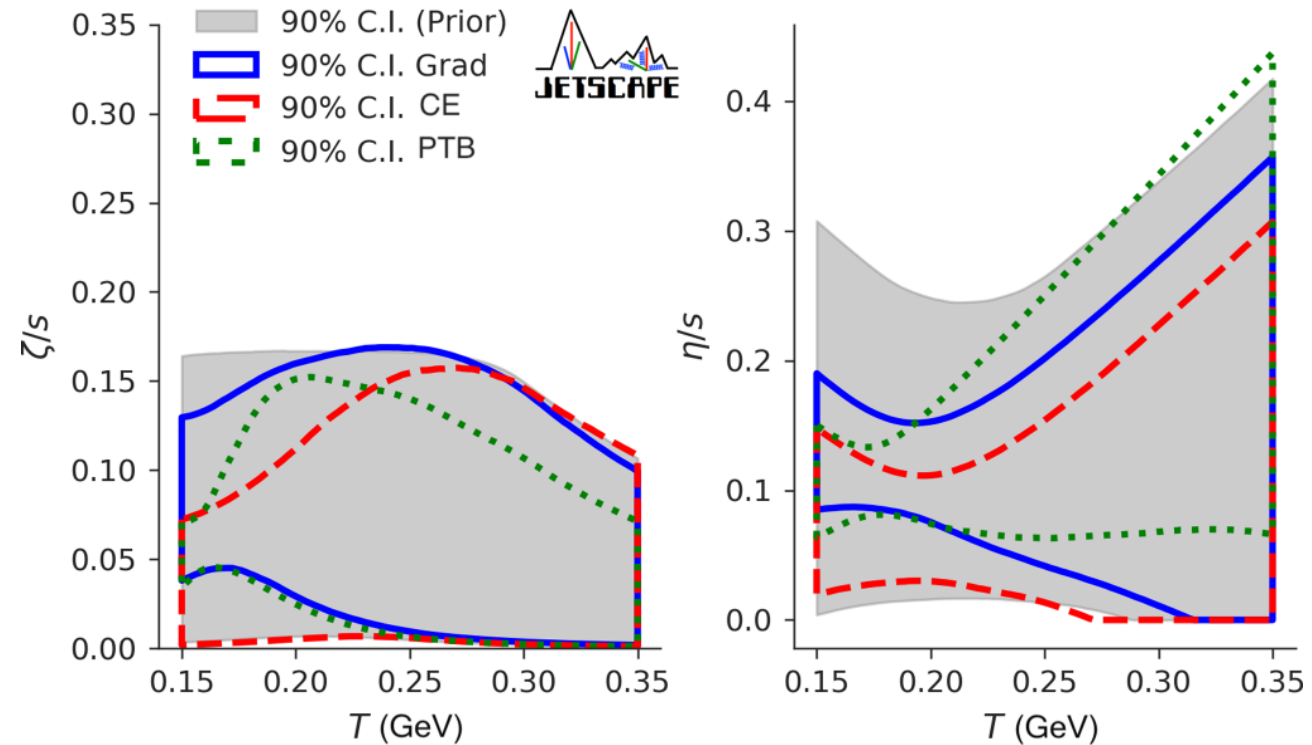 90% C.I. (Prior)
90% C.I. Grad
90% C.I. CE
90% C.I. PTB
JETSCAPE
0.35
0.30
0.25
0.20
0.15
0.10
0.05
0.00
ζ/s
0.15 0.20 0.25 0.30 0.35
T (GeV)
0.4
0.3
0.2
0.1
0.0
η/s
0.15 0.20 0.25 0.30 0.35
T (GeV)